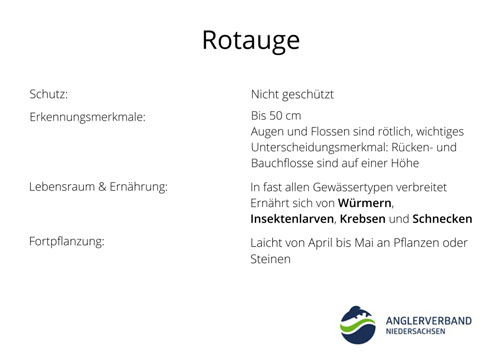 Rotauge
Schutz: Nicht geschützt
Erkennungsmerkmale: Bis 50 cm
Augen und Flossen sind rötlich, wichtiges
Unterscheidungsmerkmal: Rücken- und
Bauchflosse sind auf einer Höhe
Lebensraum & Ernährung: In fast allen Gewässertypen verbreitet
Ernährt sich von Würmern,
Insektenlarven, Krebsen und Schnecken
Fortpflanzung: Laicht von April bis Mai an Pflanzen oder
Steinen
ANGLERVERBAND
NIEDERSACHSEN